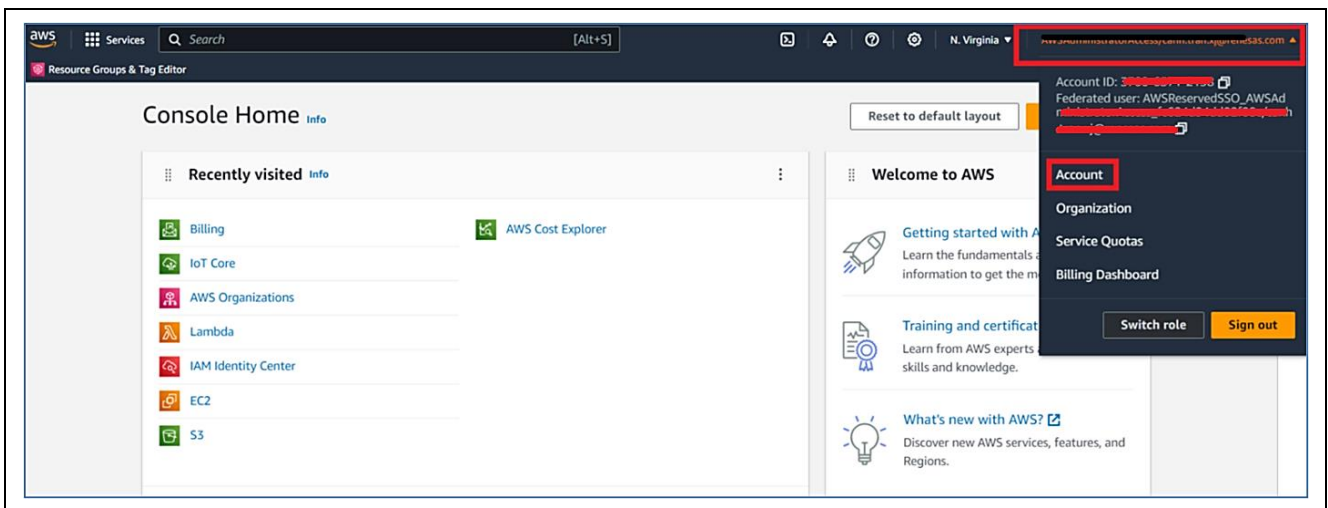 aws Services Search [Alt+S] N. Virginia
Resource Groups & Tag Editor
Account ID:
Federated user: AWSReservedSSO_AWSAd
Console Home Info
Reset to default layout
Recently visited Info
Billing
IoT Core
AWS Organizations
Lambda
IAM Identity Center
EC2
S3
AWS Cost Explorer
Welcome to AWS
Getting started with A
Learn the fundamentals a
information to get the m
Training and certificat
Learn from AWS experts
skills and knowledge.
What's new with AWS?
Discover new AWS services, features, and
Regions.
Account
Organization
Service Quotas
Billing Dashboard
Switch role Sign out